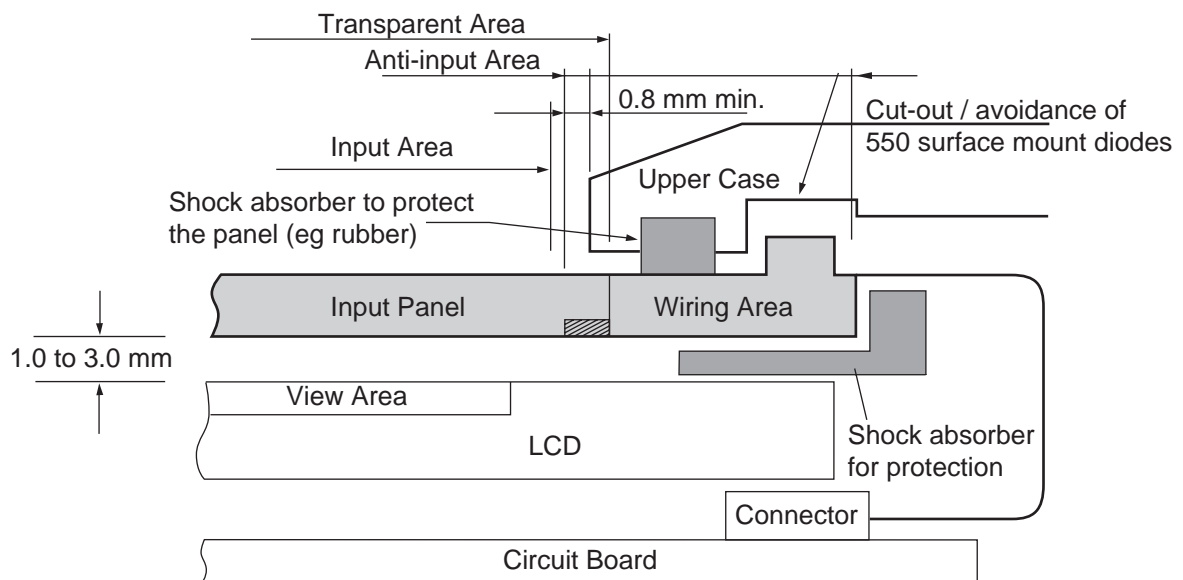 Transparent Area
Anti-input Area
0.8 mm min.
Cut-out / avoidance of
550 surface mount diodes
Input Area
Upper Case
Shock absorber to protect
the panel (eg rubber)
Input Panel
Wiring Area
1.0 to 3.0 mm
View Area
LCD
Shock absorber
for protection
Connector
Circuit Board